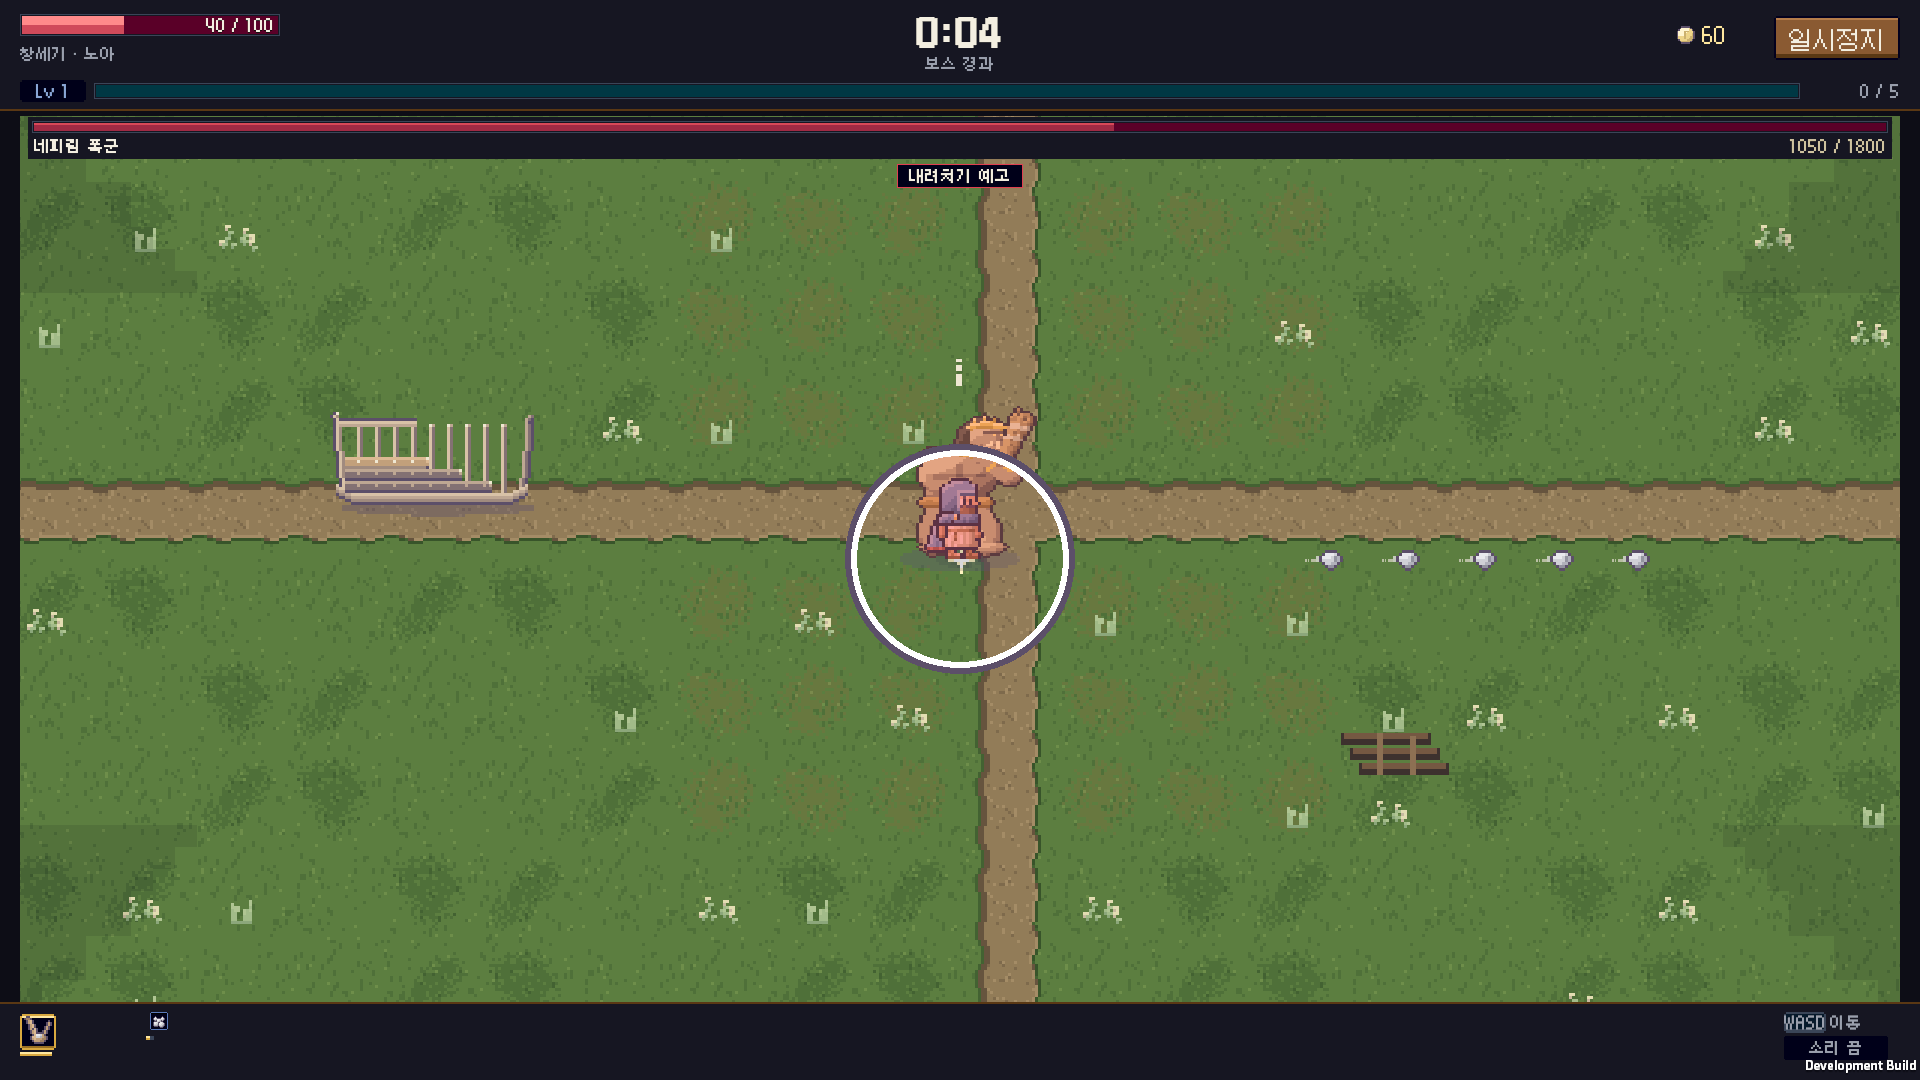 40 / 100
창세기 · 노아
0:04
보스 경과
60
일시정지
Lv 1
0 / 5
네피림 폭군
1050 / 1800
내려치기 예고
WASD 이동
소리 끔
Development Build